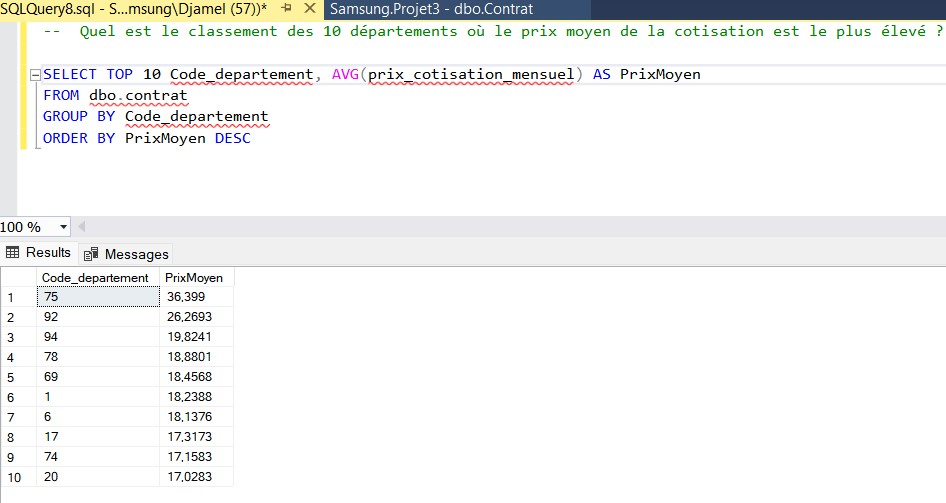 SQLQuery8.sql - S...msung\Djamel (57))* Samsung.Projet3 - dbo.Contrat
-- Quel est le classement des 10 départements où le prix moyen de la cotisation est le plus élevé ?
SELECT TOP 10 Code_departement, AVG(prix_cotisation_mensuel) AS PrixMoyen
FROM dbo.contrat
GROUP BY Code_departement
ORDER BY PrixMoyen DESC
100 %
Results Messages
Code_departement PrixMoyen
1 75 36,399
2 92 26,2693
3 94 19,8241
4 78 18,8801
5 69 18,4568
6 1 18,2388
7 6 18,1376
8 17 17,3173
9 74 17,1583
10 20 17,0283